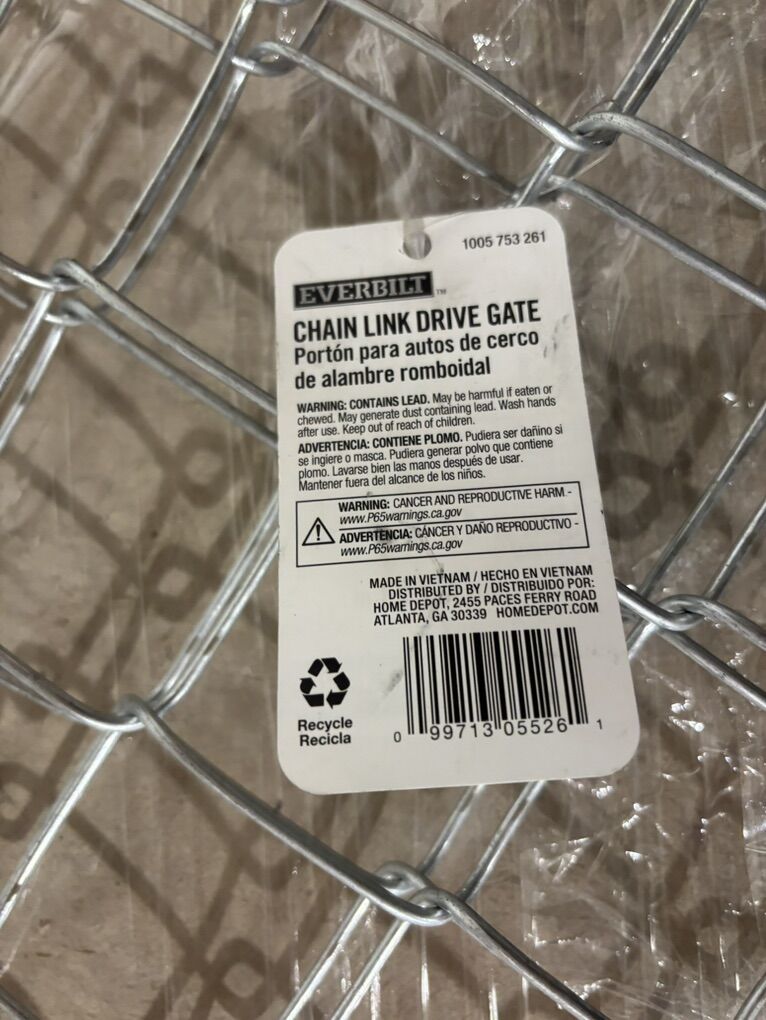 1005 753 261
EVERBILT™
CHAIN LINK DRIVE GATE
Portón para autos de cerco
de alambre romboidal
WARNING: CONTAINS LEAD. May be harmful if eaten or
chewed. May generate dust containing lead. Wash hands
after use. Keep out of reach of children.
ADVERTENCIA: CONTIENE PLOMO. Pudiera ser dañino si
se ingiere o masca. Pudiera generar polvo que contiene
plomo. Lavarse bien las manos después de usar.
Mantener fuera del alcance de los niños.
WARNING: CANCER AND REPRODUCTIVE HARM -
www.P65warnings.ca.gov
ADVERTENCIA: CÁNCER Y DAÑO REPRODUCTIVO -
www.P65warnings.ca.gov
MADE IN VIETNAM / HECHO EN VIETNAM
DISTRIBUTED BY / DISTRIBUIDO POR:
HOME DEPOT, 2455 PACES FERRY ROAD
ATLANTA, GA 30339 HOMEDEPOT.COM
Recycle
Recicla
0 99713 05526 1